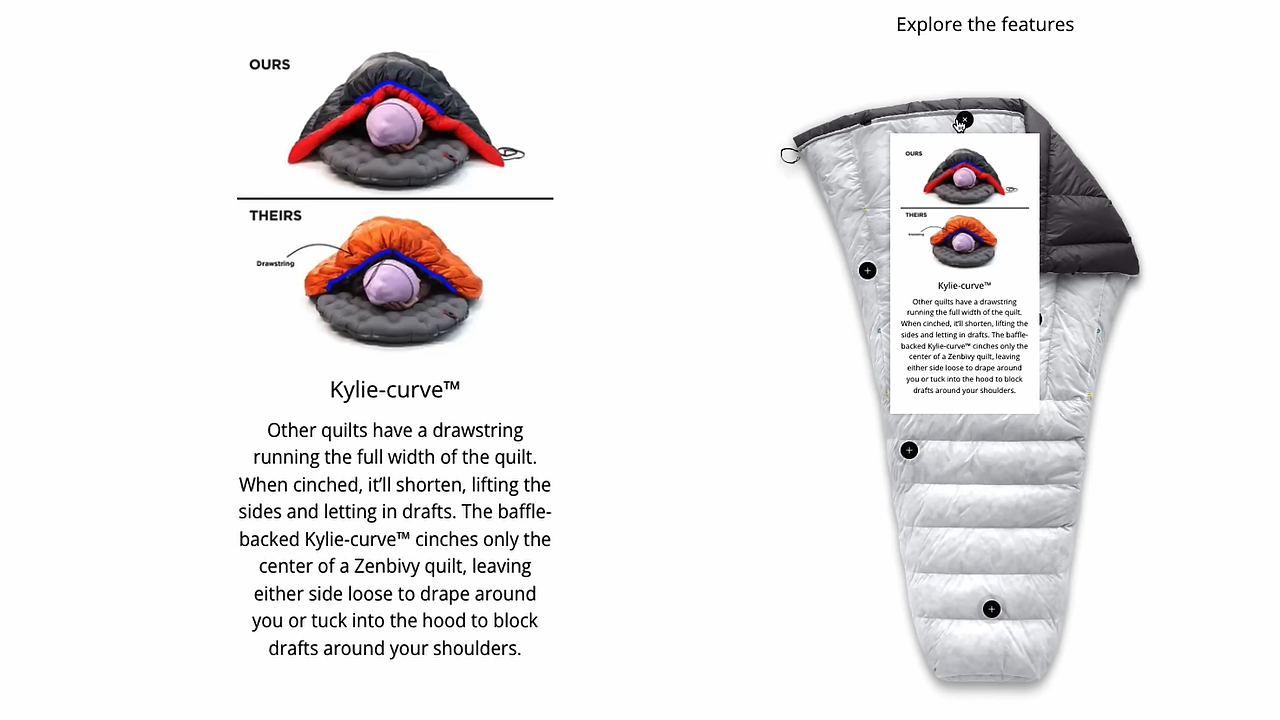 OURS
THEIRS
Drawstring
Kylie-curve™
Other quilts have a drawstring
running the full width of the quilt.
When cinched, it'll shorten, lifting the
sides and letting in drafts. The baffle-
backed Kylie-curve™ cinches only the
center of a Zenbivy quilt, leaving
either side loose to drape around
you or tuck into the hood to block
drafts around your shoulders.
Explore the features
OURS
THEIRS
Drawstring
Kylie-curve™
Other quilts have a drawstring
running the full width of the quilt.
When cinched, it'll shorten, lifting the
sides and letting in drafts. The baffle-
backed Kylie-curve™ cinches only the
center of a Zenbivy quilt, leaving
either side loose to drape around
you or tuck into the hood to block
drafts around your shoulders.